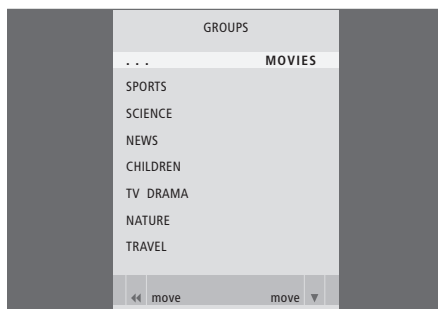 GROUPS
. . . MOVIES
SPORTS
SCIENCE
NEWS
CHILDREN
TV DRAMA
NATURE
TRAVEL
move move